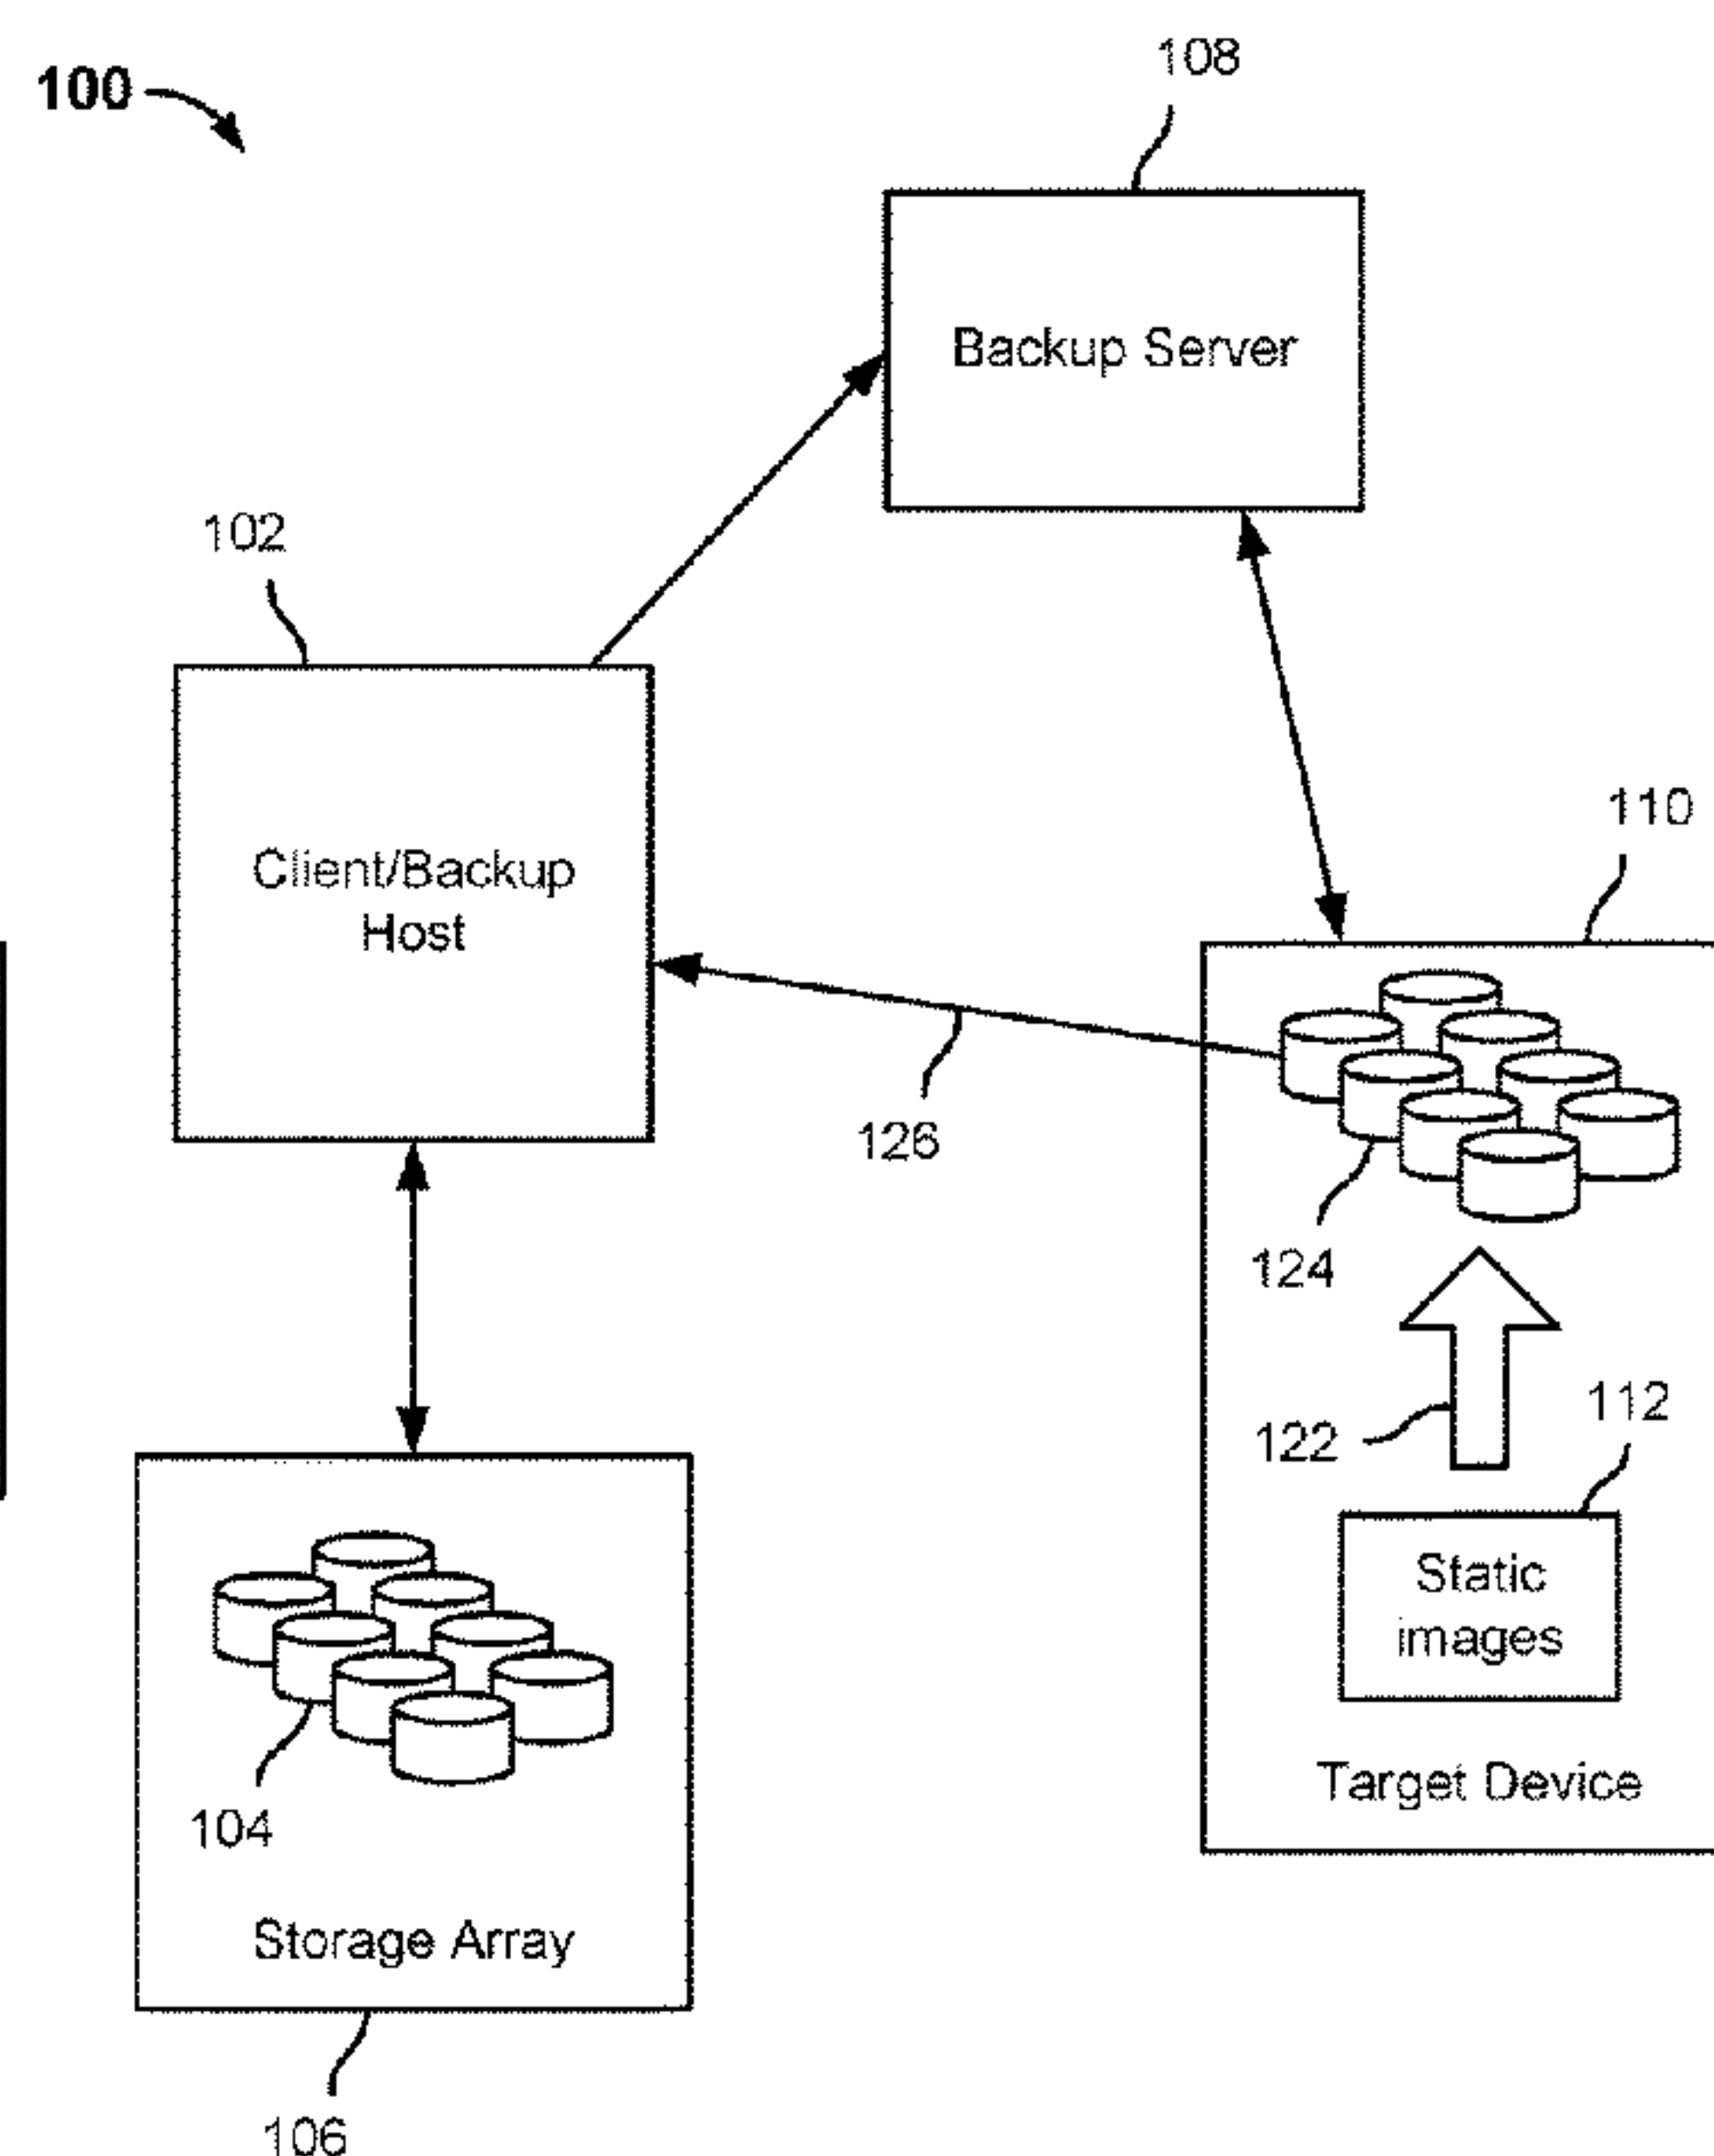 100
108
Backup Server
102
Client/Backup
Host
110
126
124
122
112
Static
images
Target Device
104
Storage Array
106